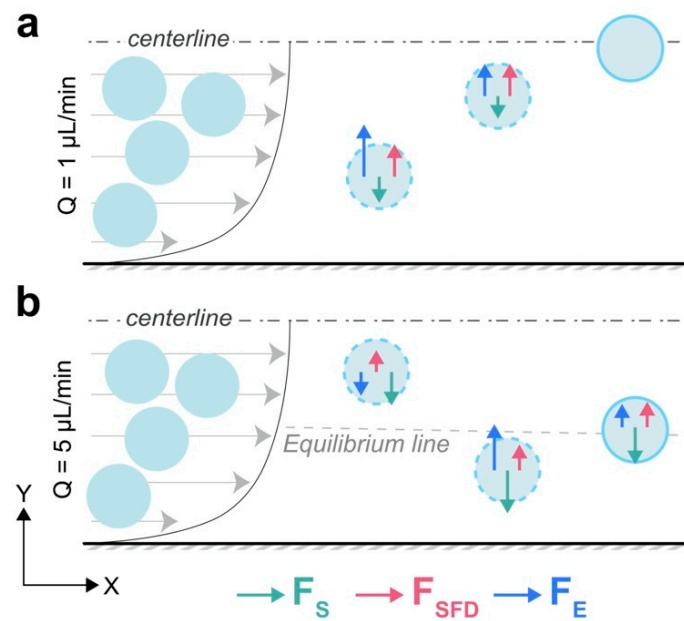 a
centerline
Q = 1 µL/min
b
centerline
Q = 5 µL/min
Equilibrium line
Y
X
F_S F_SFD F_E